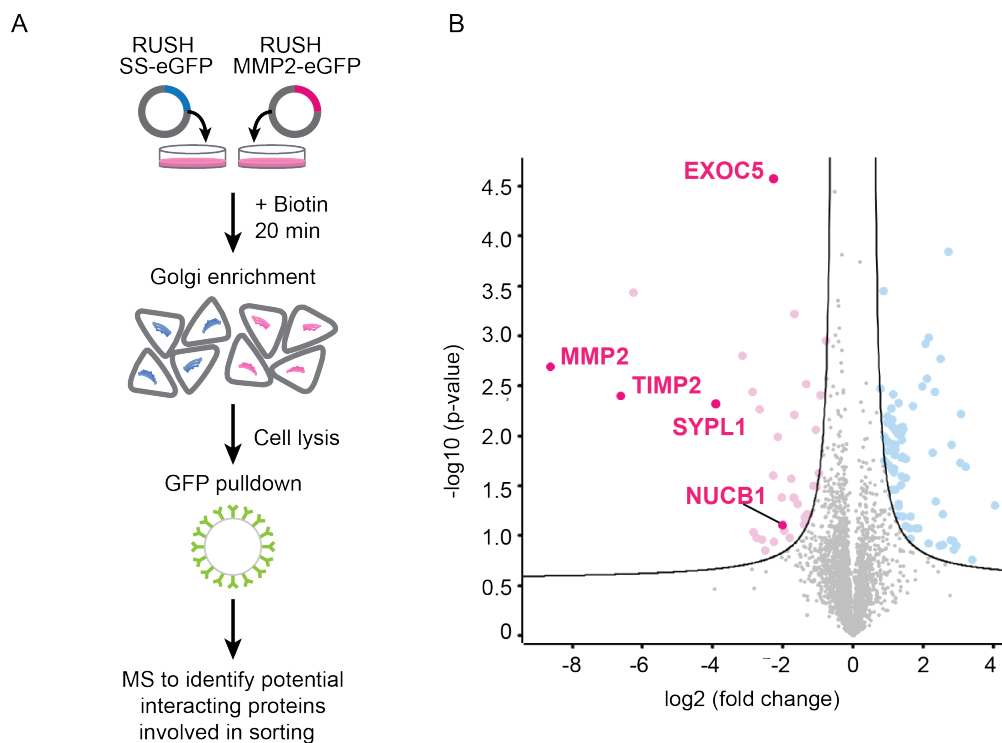 A
RUSH
SS-eGFP
RUSH
MMP2-eGFP
+ Biotin
20 min
Golgi enrichment
Cell lysis
GFP pulldown
MS to identify potential
interacting proteins
involved in sorting
B
-log10 (p-value)
4.5
4.0
3.5
3.0
2.5
2.0
1.5
1.0
0.5
0
EXOC5
MMP2
TIMP2
SYPL1
NUCB1
-8
-6
-4
-2
0
2
4
log2 (fold change)